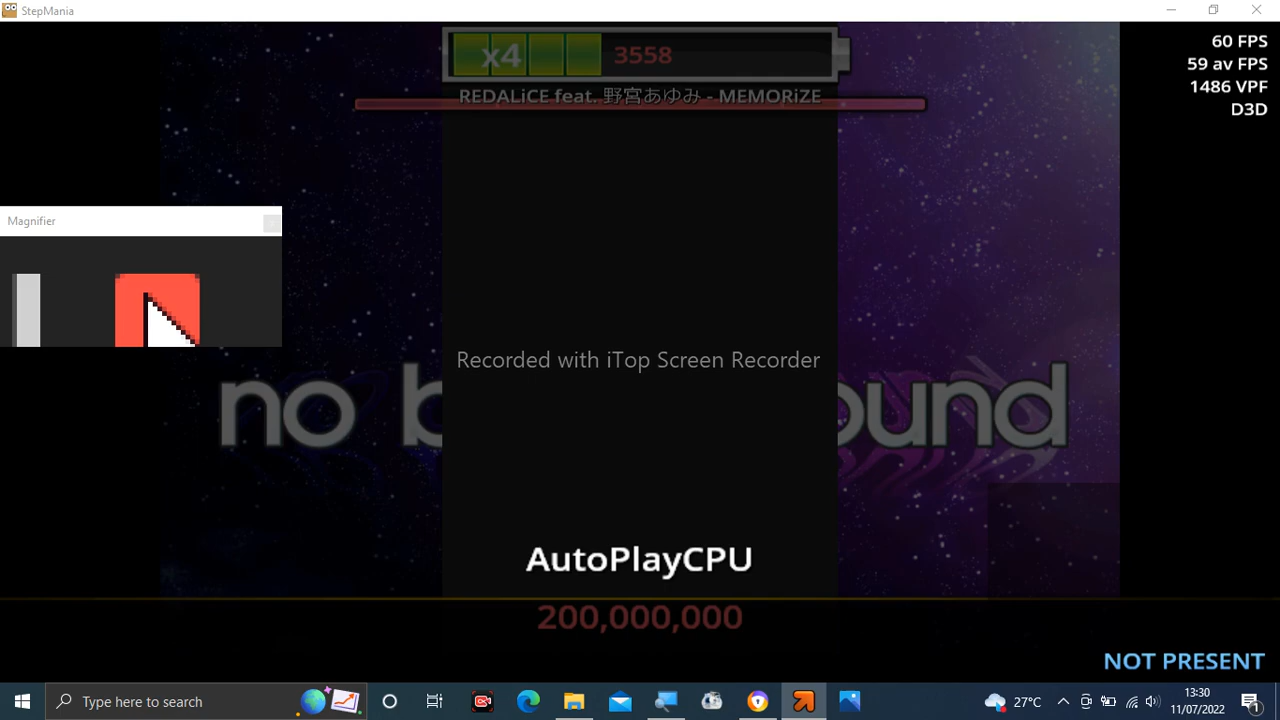 StepMania
60 FPS
59 av FPS
1486 VPF
D3D
x4 3558
REDALiCE feat. 野宮あゆみ - MEMORiZE
Magnifier
Recorded with iTop Screen Recorder
no b ound
AutoPlayCPU
200,000,000
NOT PRESENT
Type here to search
27°C
13:30
11/07/2022
1